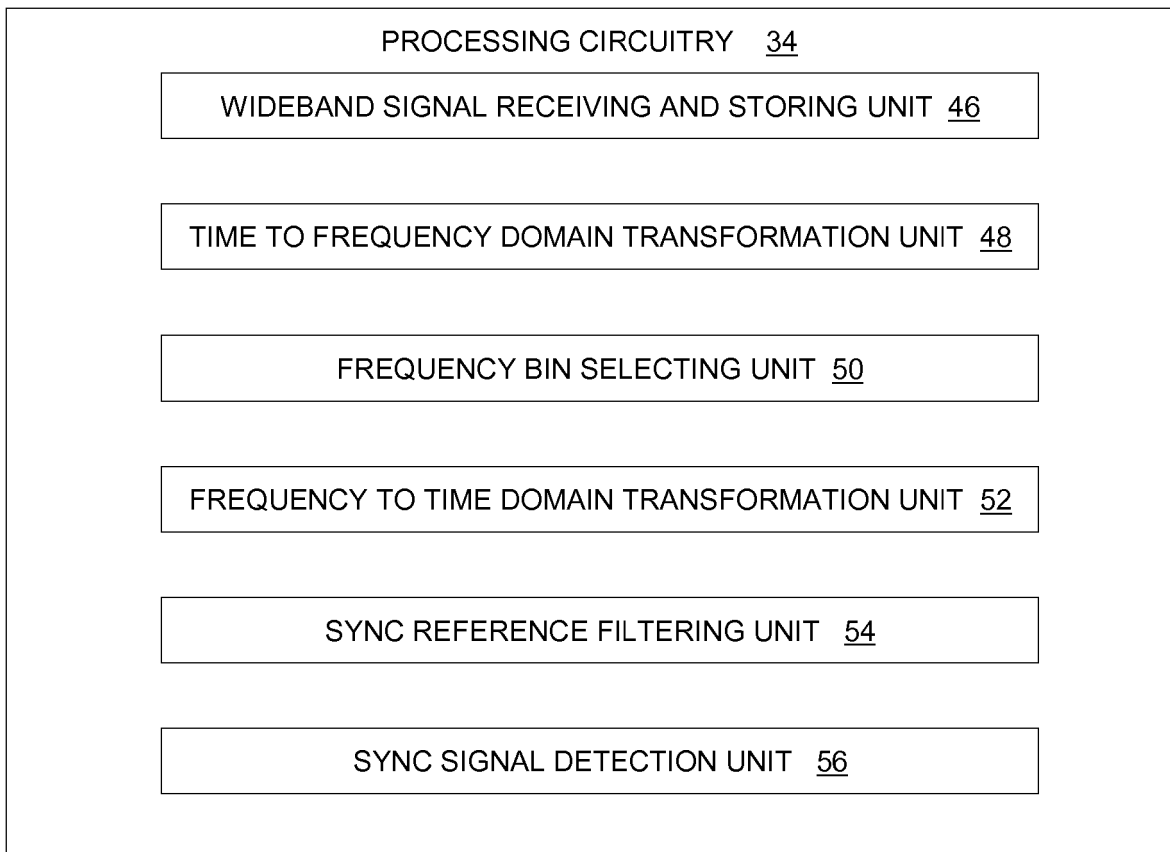 PROCESSING CIRCUITRY 34
WIDEBAND SIGNAL RECEIVING AND STORING UNIT 46
TIME TO FREQUENCY DOMAIN TRANSFORMATION UNIT 48
FREQUENCY BIN SELECTING UNIT 50
FREQUENCY TO TIME DOMAIN TRANSFORMATION UNIT 52
SYNC REFERENCE FILTERING UNIT 54
SYNC SIGNAL DETECTION UNIT 56